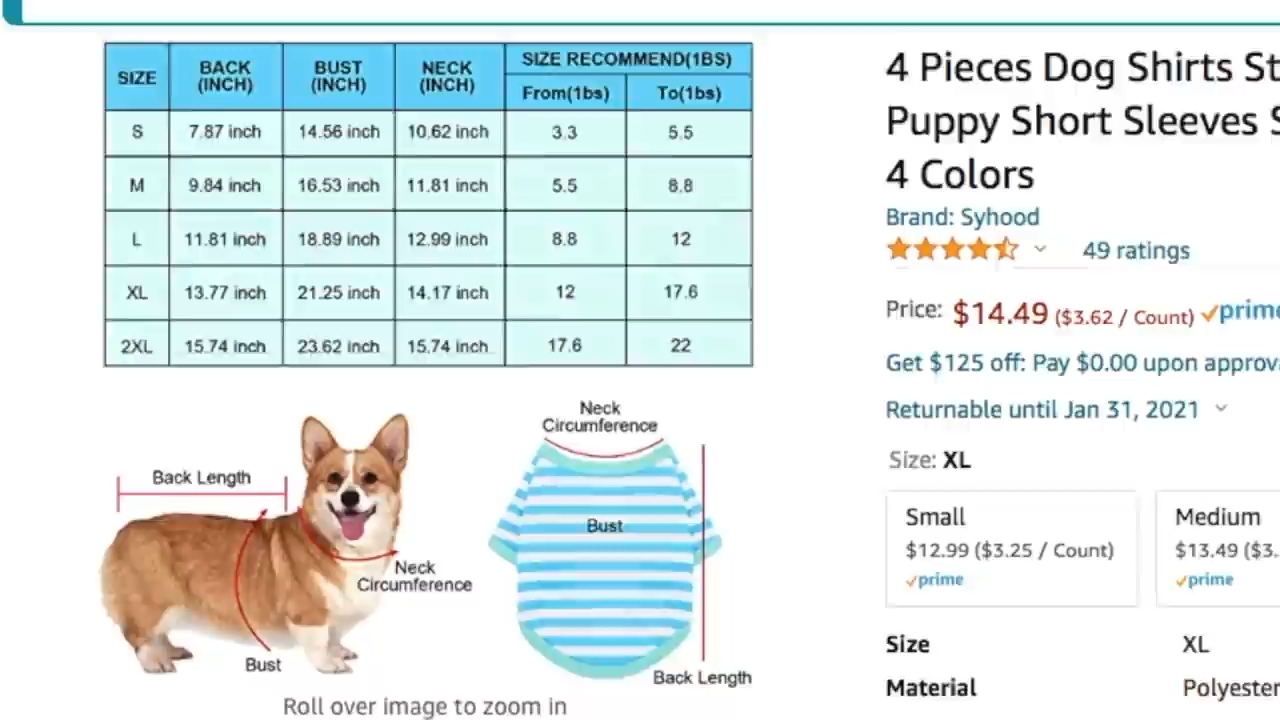 SIZE BACK (INCH) BUST (INCH) NECK (INCH) SIZE RECOMMEND(1BS)
From(1bs) To(1bs)
S 7.87 inch 14.56 inch 10.62 inch 3.3 5.5
M 9.84 inch 16.53 inch 11.81 inch 5.5 8.8
L 11.81 inch 18.89 inch 12.99 inch 8.8 12
XL 13.77 inch 21.25 inch 14.17 inch 12 17.6
2XL 15.74 inch 23.62 inch 15.74 inch 17.6 22
Back Length
Neck
Circumference
Bust
Neck
Circumference
Bust
Back Length
Roll over image to zoom in
4 Pieces Dog Shirts St
Puppy Short Sleeves S
4 Colors
Brand: Syhood
49 ratings
Price: $14.49 ($3.62 / Count) prime
Get $125 off: Pay $0.00 upon approva
Returnable until Jan 31, 2021
Size: XL
Small
$12.99 ($3.25 / Count)
prime
Medium
$13.49 ($3.
prime
Size XL
Material Polyester